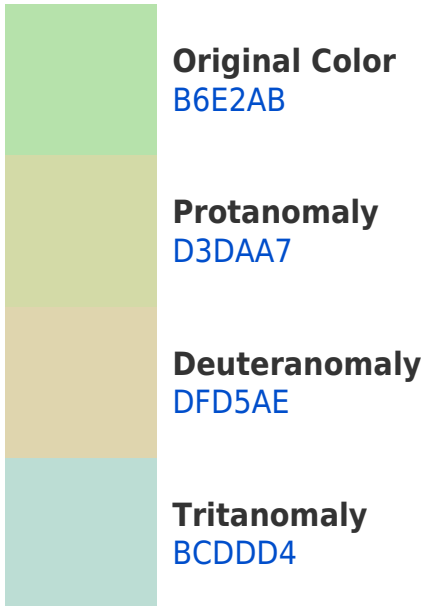 Original Color
B6E2AB
Protanomaly
D3DAA7
Deuteranomaly
DFD5AE
Tritanomaly
BCDDD4